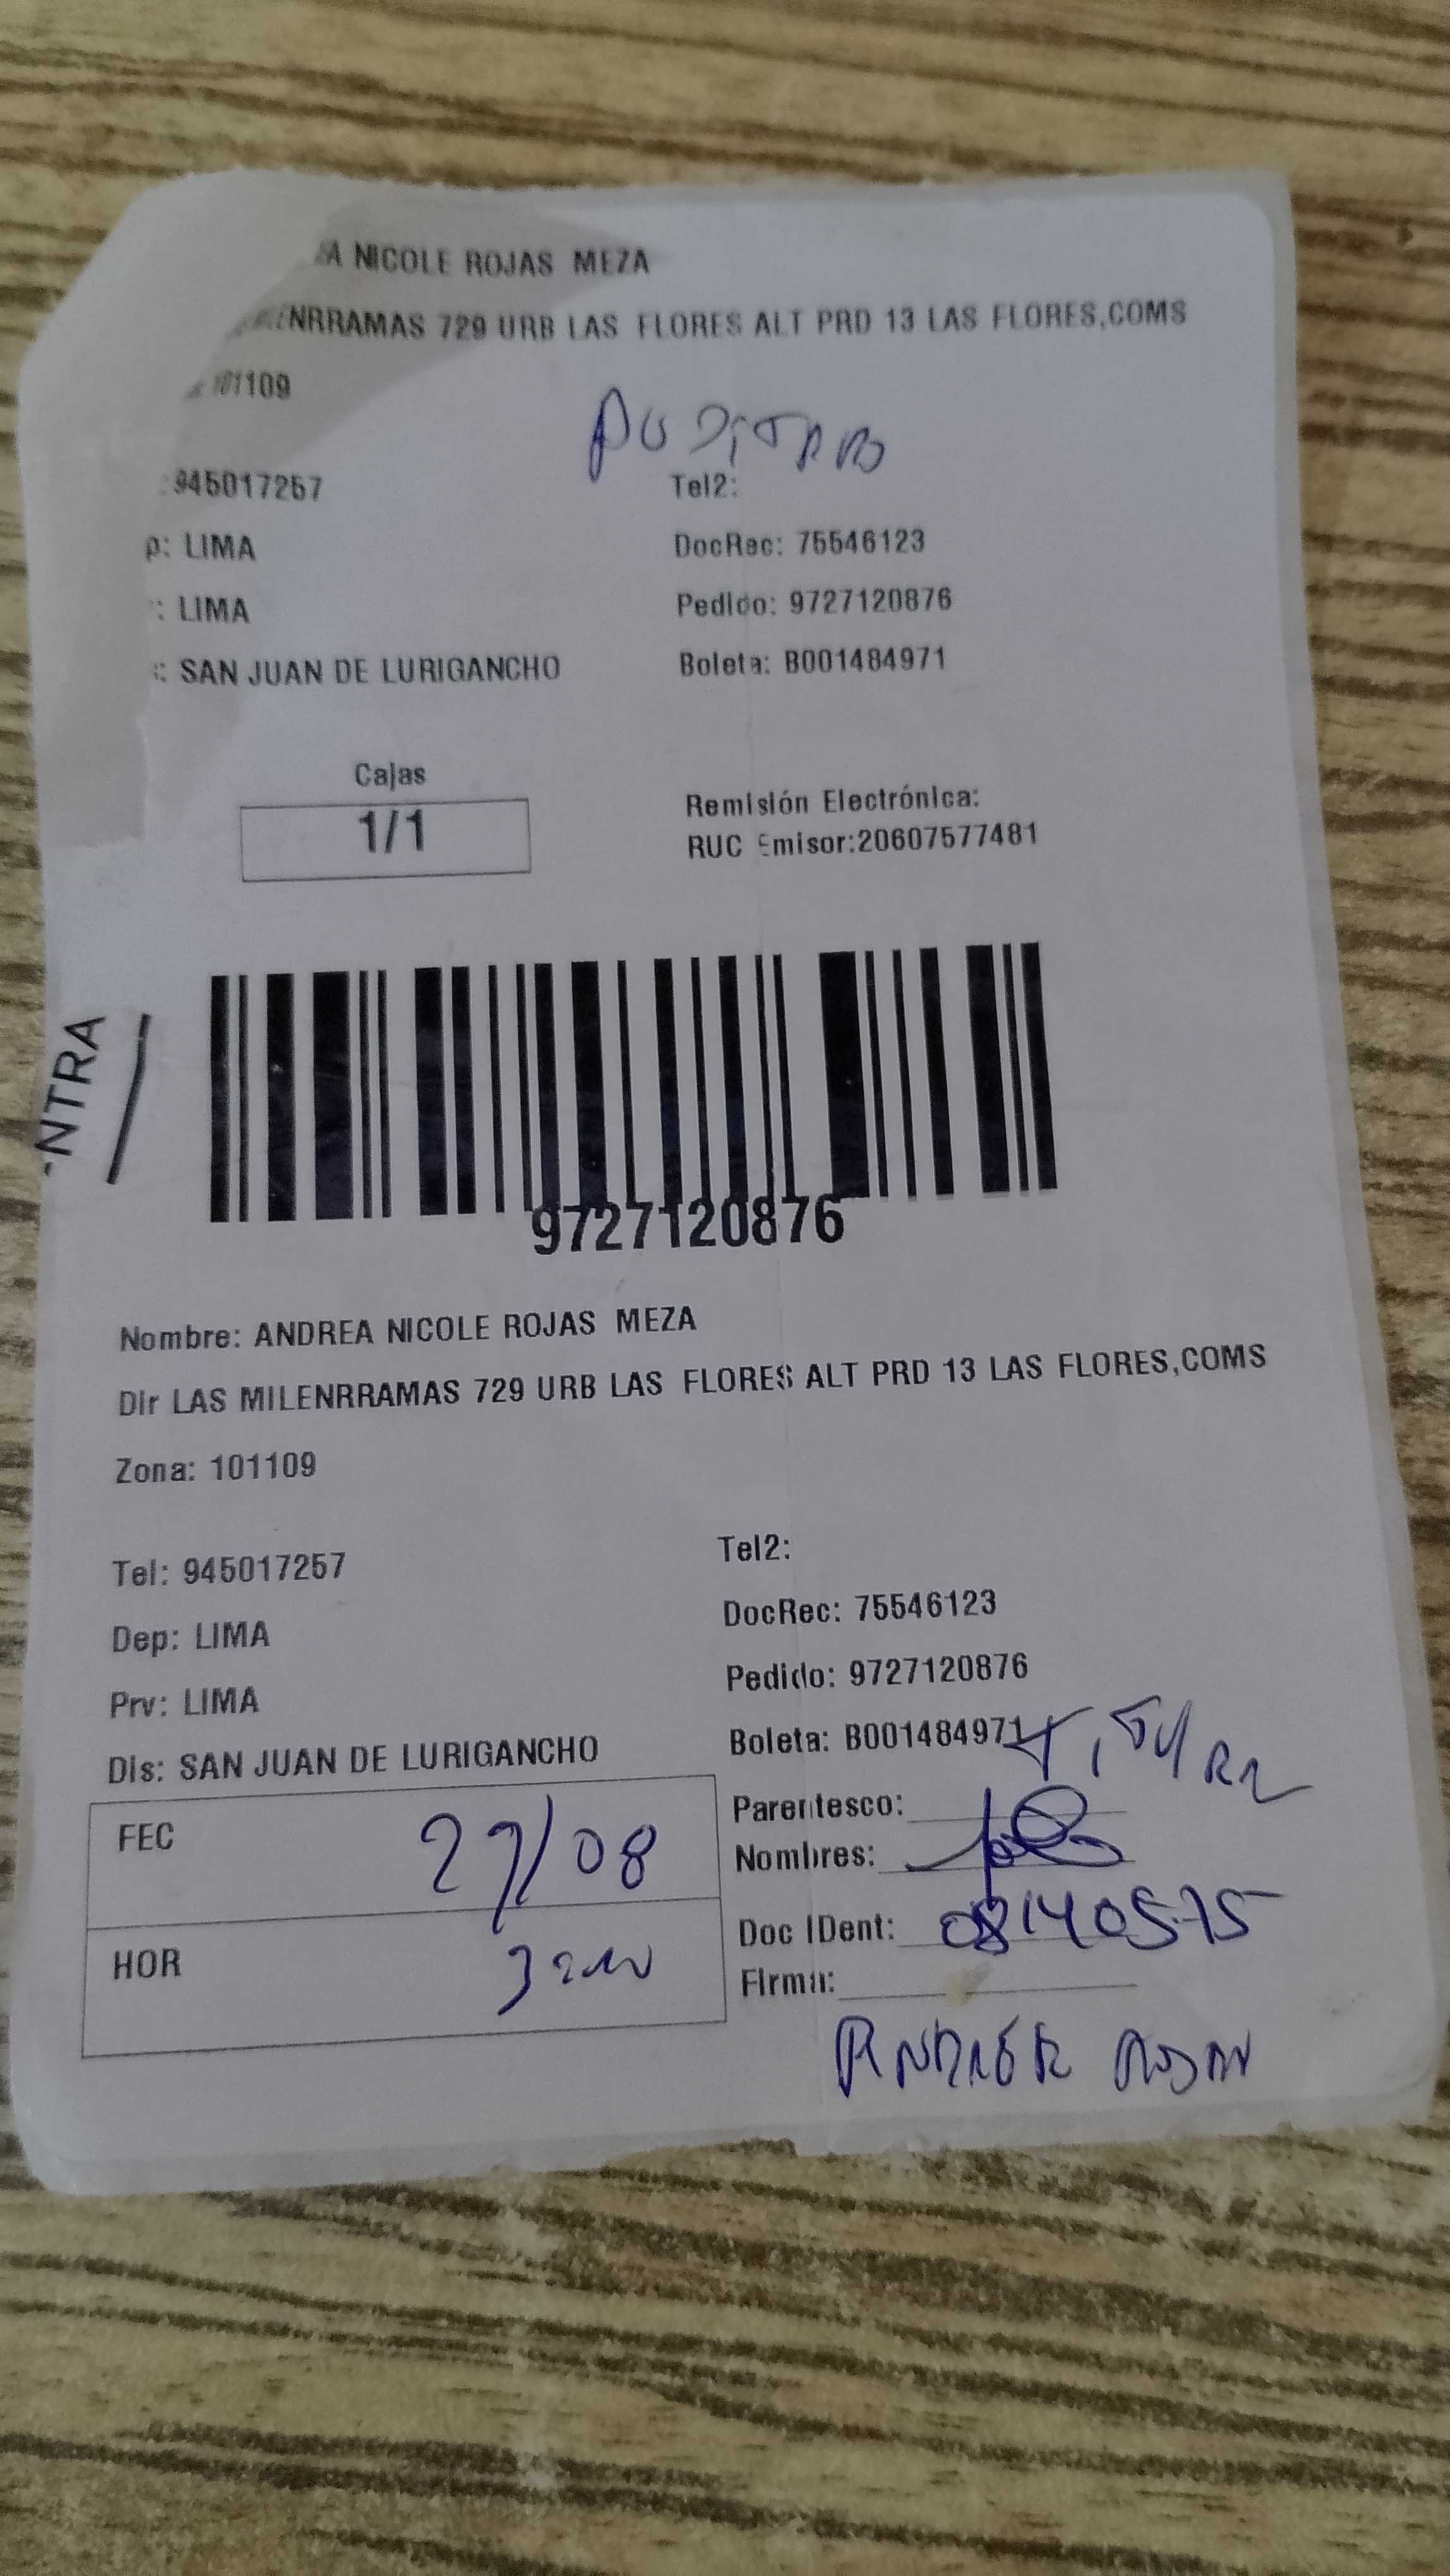 A NICOLE ROJAS MEZA
ENRRAMAS 729 URB LAS FLORES ALT PRD 13 LAS FLORES,COMS
101109
: 945017257
Tel2:
p: LIMA
DocRec: 75546123
: LIMA
Pedido: 9727120876
: SAN JUAN DE LURIGANCHO
Boleta: B001484971
Cajas
1/1
Remisión Electrónica:
RUC Emisor:20607577481
NTRA
9727120876
Nombre: ANDREA NICOLE ROJAS MEZA
Dir LAS MILENRRAMAS 729 URB LAS FLORES ALT PRD 13 LAS FLORES,COMS
Zona: 101109
Tel: 945017257
Tel2:
Dep: LIMA
DocRec: 75546123
Prv: LIMA
Pedido: 9727120876
Dis: SAN JUAN DE LURIGANCHO
Boleta: B001484971
FEC 27/08
Parentesco:
Nombres:
HOR
Doc IDent: 08140575
Firma: